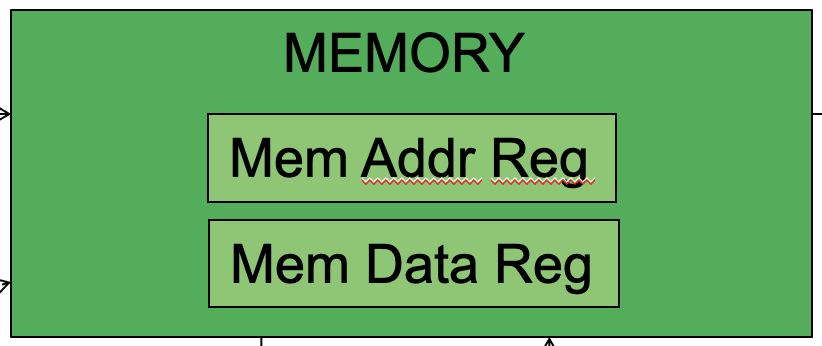 MEMORY
Mem Addr Reg
Mem Data Reg